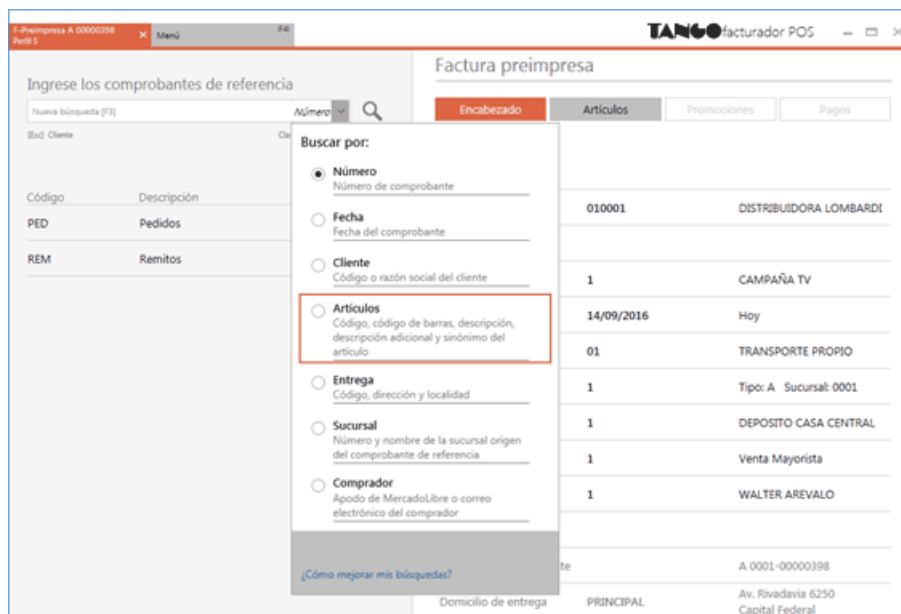 F-Preimpresa A 00000398
Perfil S
Menú
[F4]
TANGOfacturador POS
Ingrese los comprobantes de referencia
Nueva búsqueda [F3]
Número
[Esc] Cliente
Código Descripción
PED Pedidos
REM Remitos
Buscar por:
Número
Número de comprobante
Fecha
Fecha del comprobante
Cliente
Código o razón social del cliente
Artículos
Código, código de barras, descripción,
descripción adicional y sinónimo del
artículo
Entrega
Código, dirección y localidad
Sucursal
Número y nombre de la sucursal origen
del comprobante de referencia
Comprador
Apodo de MercadoLibre o correo
electrónico del comprador
¿Cómo mejorar mis búsquedas?
Factura preimpresa
Encabezado Artículos Promociones Pagos
010001 DISTRIBUIDORA LOMBARDI
1 CAMPAÑA TV
14/09/2016 Hoy
01 TRANSPORTE PROPIO
1 Tipo: A Sucursal: 0001
1 DEPOSITO CASA CENTRAL
1 Venta Mayorista
1 WALTER AREVALO
te A 0001-00000398
Domicilio de entrega PRINCIPAL Av. Rivadavia 6250
Capital Federal